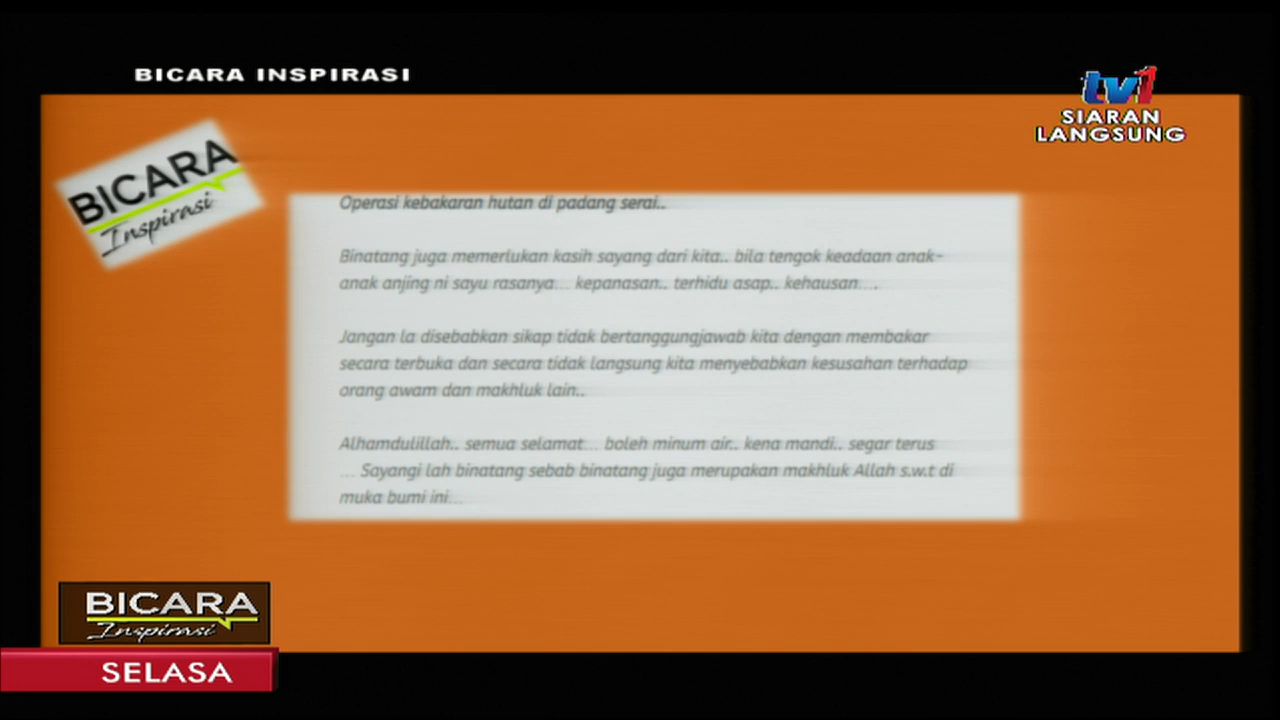 BICARA INSPIRASI
tv1
SIARAN
LANGSUNG
BICARA
Inspirasi
Operasi kebakaran hutan di padang serai..
Binatang juga memerlukan kasih sayang dari kita.. bila tengok keadaan anak-
anak anjing ni sayu rasanya... kepanasan.. terhidu asap.. kehausan....
Jangan la disebabkan sikap tidak bertanggungjawab kita dengan membakar
secara terbuka dan secara tidak langsung kita menyebabkan kesusahan terhadap
orang awam dan makhluk lain..
Alhamdulillah.. semua selamat... boleh minum air.. kena mandi.. segar terus
... Sayangi lah binatang sebab binatang juga merupakan makhluk Allah s.w.t di
muka bumi ini...
BICARA
Inspirasi
SELASA